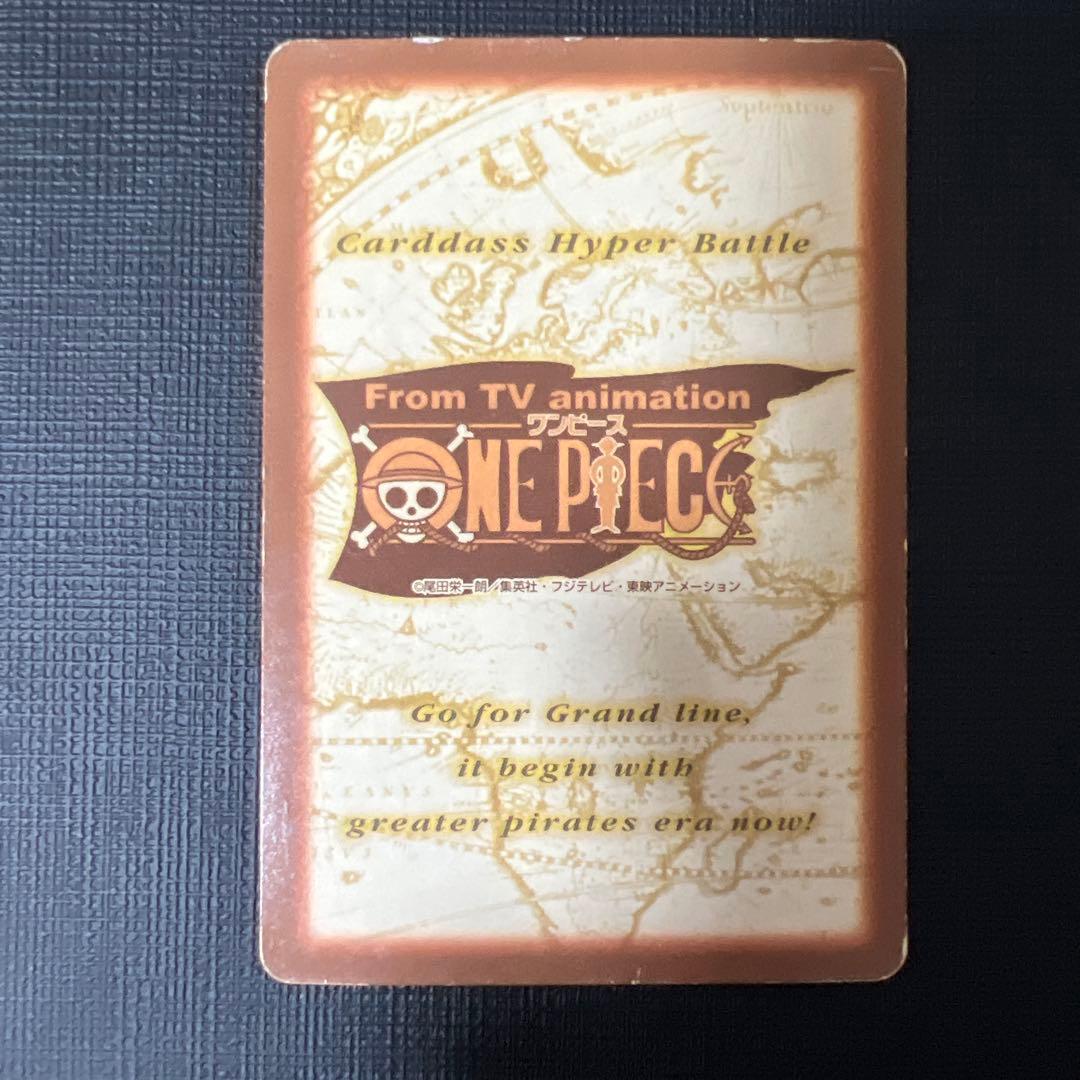 Septentrio
Carddass Hyper Battle
From TV animation
ワンピース
ONE PIECE
©尾田栄一朗／集英社・フジテレビ・東映アニメーション
Go for Grand line,
it begin with
greater pirates era now!